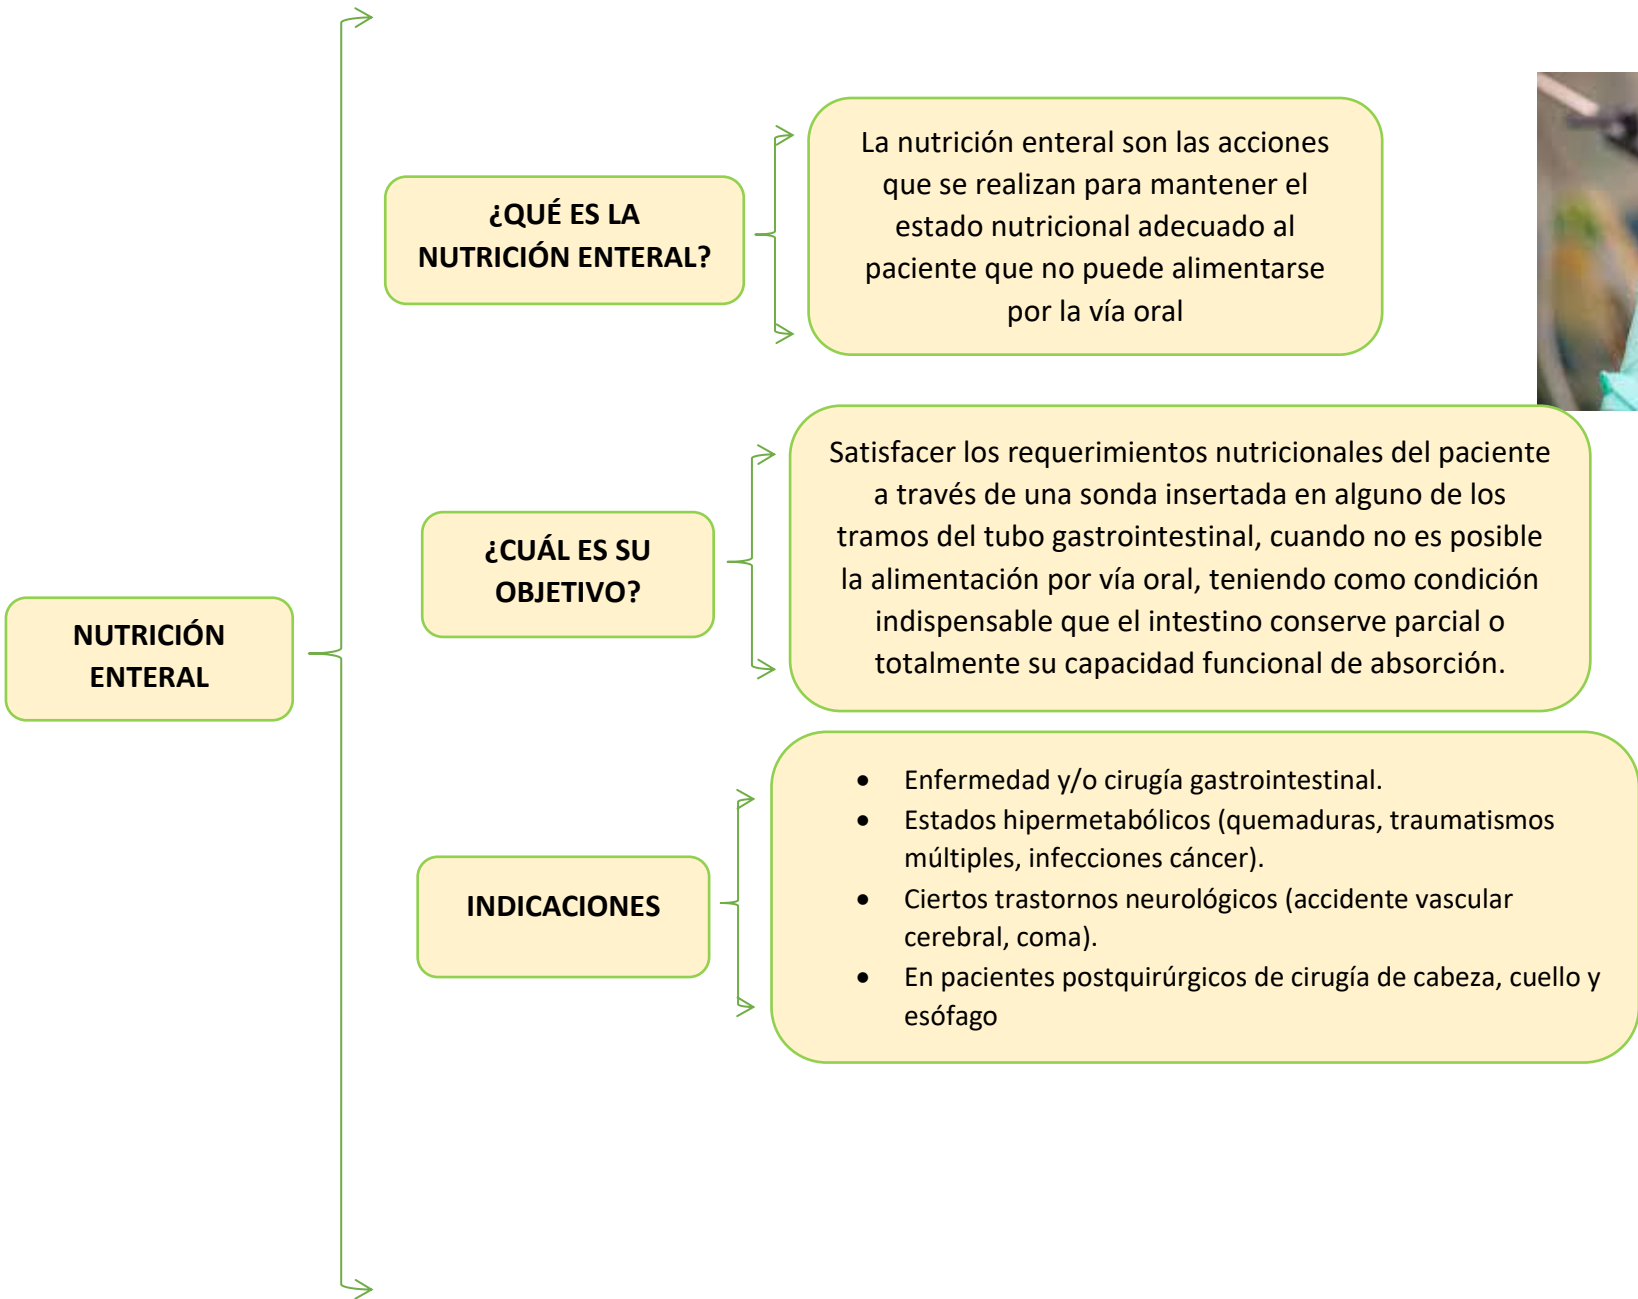 ¿QUÉ ES LA
NUTRICIÓN ENTERAL?
La nutrición enteral son las acciones
que se realizan para mantener el
estado nutricional adecuado al
paciente que no puede alimentarse
por la vía oral
¿CUÁL ES SU
OBJETIVO?
Satisfacer los requerimientos nutricionales del paciente
a través de una sonda insertada en alguno de los
tramos del tubo gastrointestinal, cuando no es posible
la alimentación por vía oral, teniendo como condición
indispensable que el intestino conserve parcial o
totalmente su capacidad funcional de absorción.
NUTRICIÓN
ENTERAL
INDICACIONES
• Enfermedad y/o cirugía gastrointestinal.
• Estados hipermetabólicos (quemaduras, traumatismos
múltiples, infecciones cáncer).
• Ciertos trastornos neurológicos (accidente vascular
cerebral, coma).
• En pacientes postquirúrgicos de cirugía de cabeza, cuello y
esófago